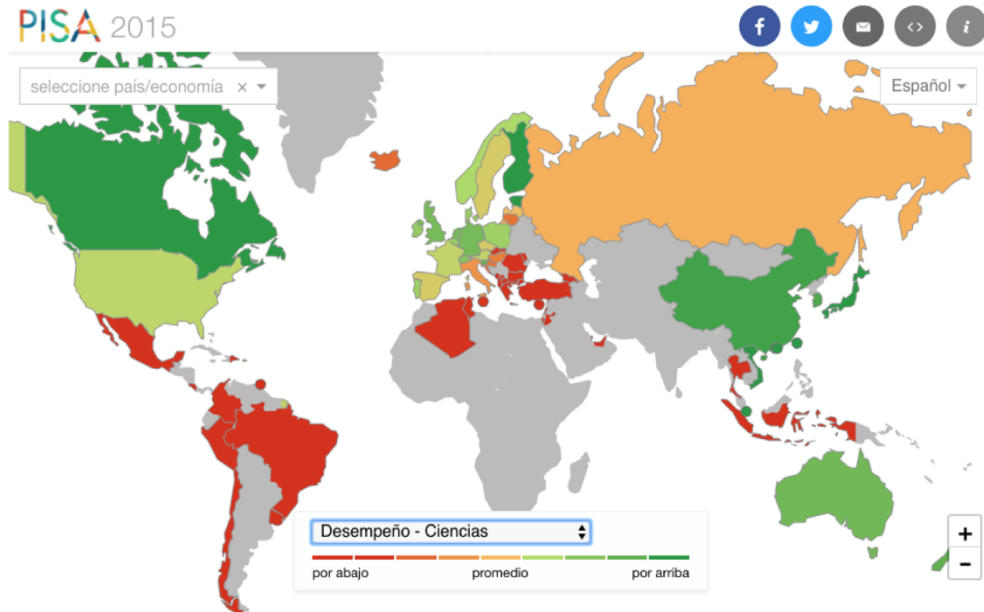 PISA 2015
seleccione país/economía ×
Español
Desempeño - Ciencias
por abajo promedio por arriba
+
-